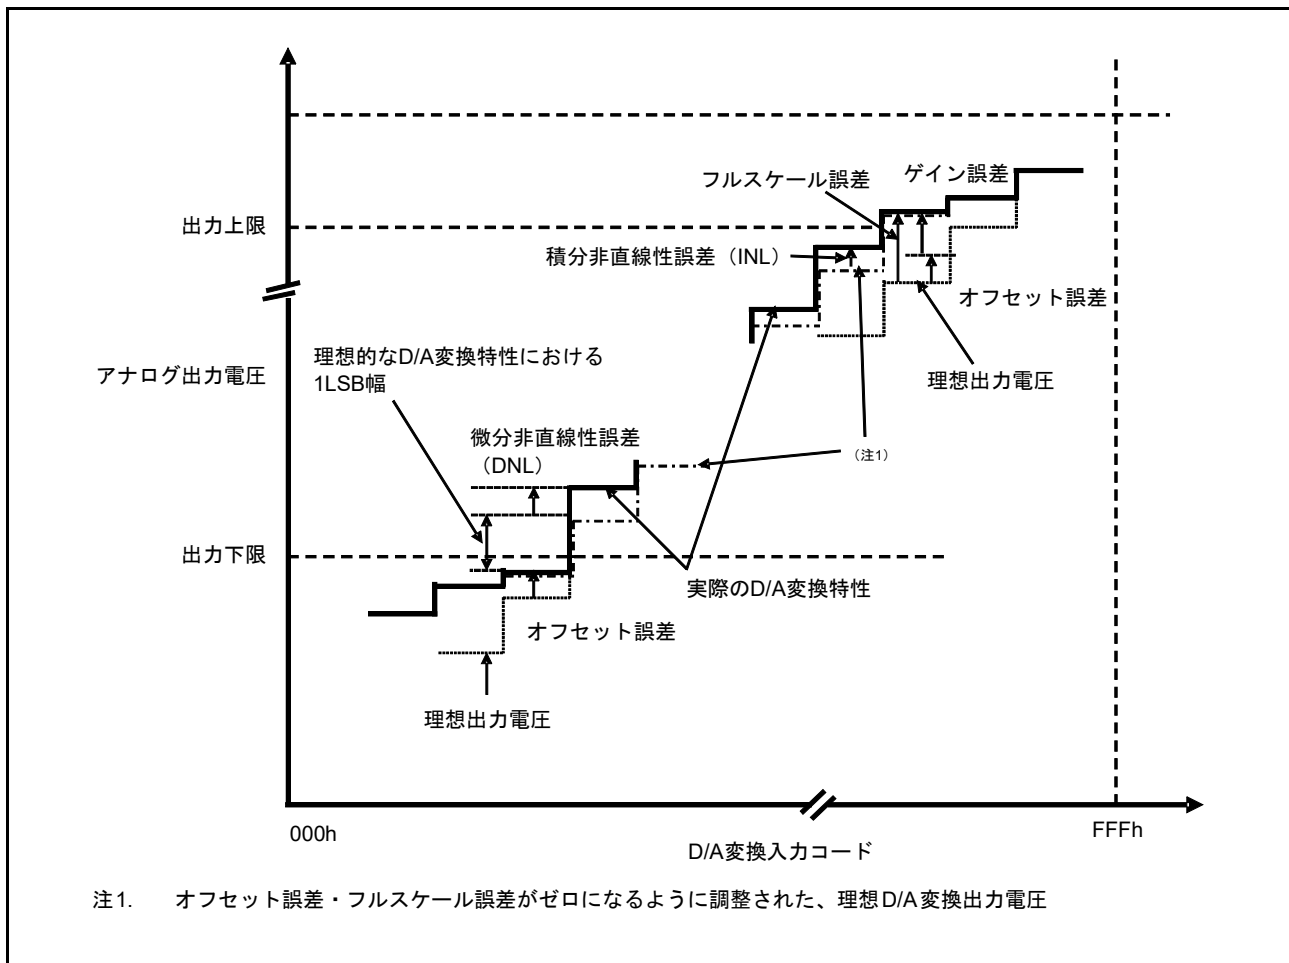 ゲイン誤差
フルスケール誤差
出力上限
積分非直線性誤差（INL）
オフセット誤差
理想的なD/A変換特性における
1LSB幅
アナログ出力電圧
理想出力電圧
微分非直線性誤差
（DNL）
（注1）
出力下限
実際のD/A変換特性
オフセット誤差
理想出力電圧
000h
FFFh
D/A変換入力コード
注1. オフセット誤差・フルスケール誤差がゼロになるように調整された、理想D/A変換出力電圧